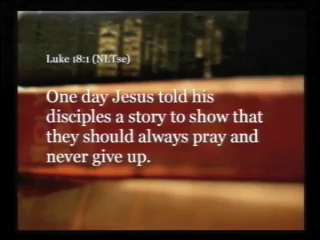 Luke 18:1 (NLTse)
One day Jesus told his
disciples a story to show that
they should always pray and
never give up.